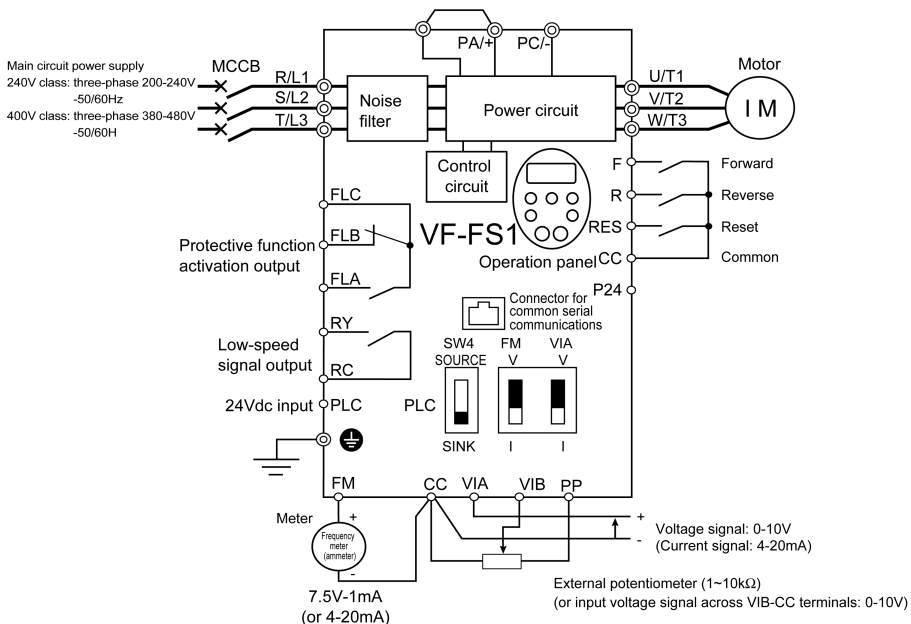 PA/+ PC/-
Main circuit power supply
MCCB
240V class: three-phase 200-240V
-50/60Hz
400V class: three-phase 380-480V
-50/60H
R/L1
S/L2
T/L3
Noise
filter
Power circuit
U/T1
V/T2
W/T3
Motor
I M
Control
circuit
F Forward
R Reverse
RES Reset
CC Common
P24
VF-FS1
Operation panel
FLC
FLB
FLA
Protective function
activation output
RY
RC
Low-speed
signal output
24Vdc input PLC
Connector for
common serial
communications
SW4 FM VIA
SOURCE V V
PLC
SINK I I
FM CC VIA VIB PP
Meter
+
Frequency
meter
(ammeter)
-
7.5V-1mA
(or 4-20mA)
+
-
Voltage signal: 0-10V
(Current signal: 4-20mA)
External potentiometer (1~10kΩ)
(or input voltage signal across VIB-CC terminals: 0-10V)